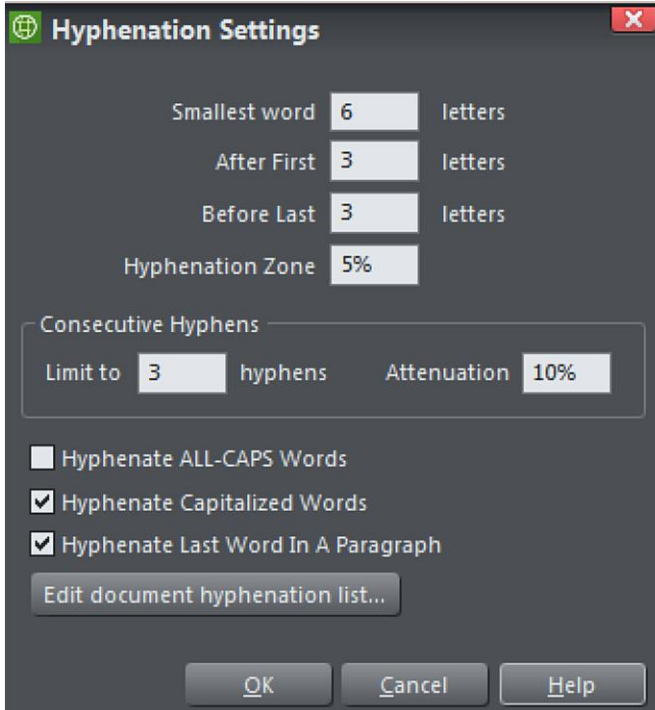 Hyphenation Settings
Smallest word 6 letters
After First 3 letters
Before Last 3 letters
Hyphenation Zone 5%
Consecutive Hyphens
Limit to 3 hyphens Attenuation 10%
Hyphenate ALL-CAPS Words
Hyphenate Capitalized Words
Hyphenate Last Word In A Paragraph
Edit document hyphenation list...
OK Cancel Help